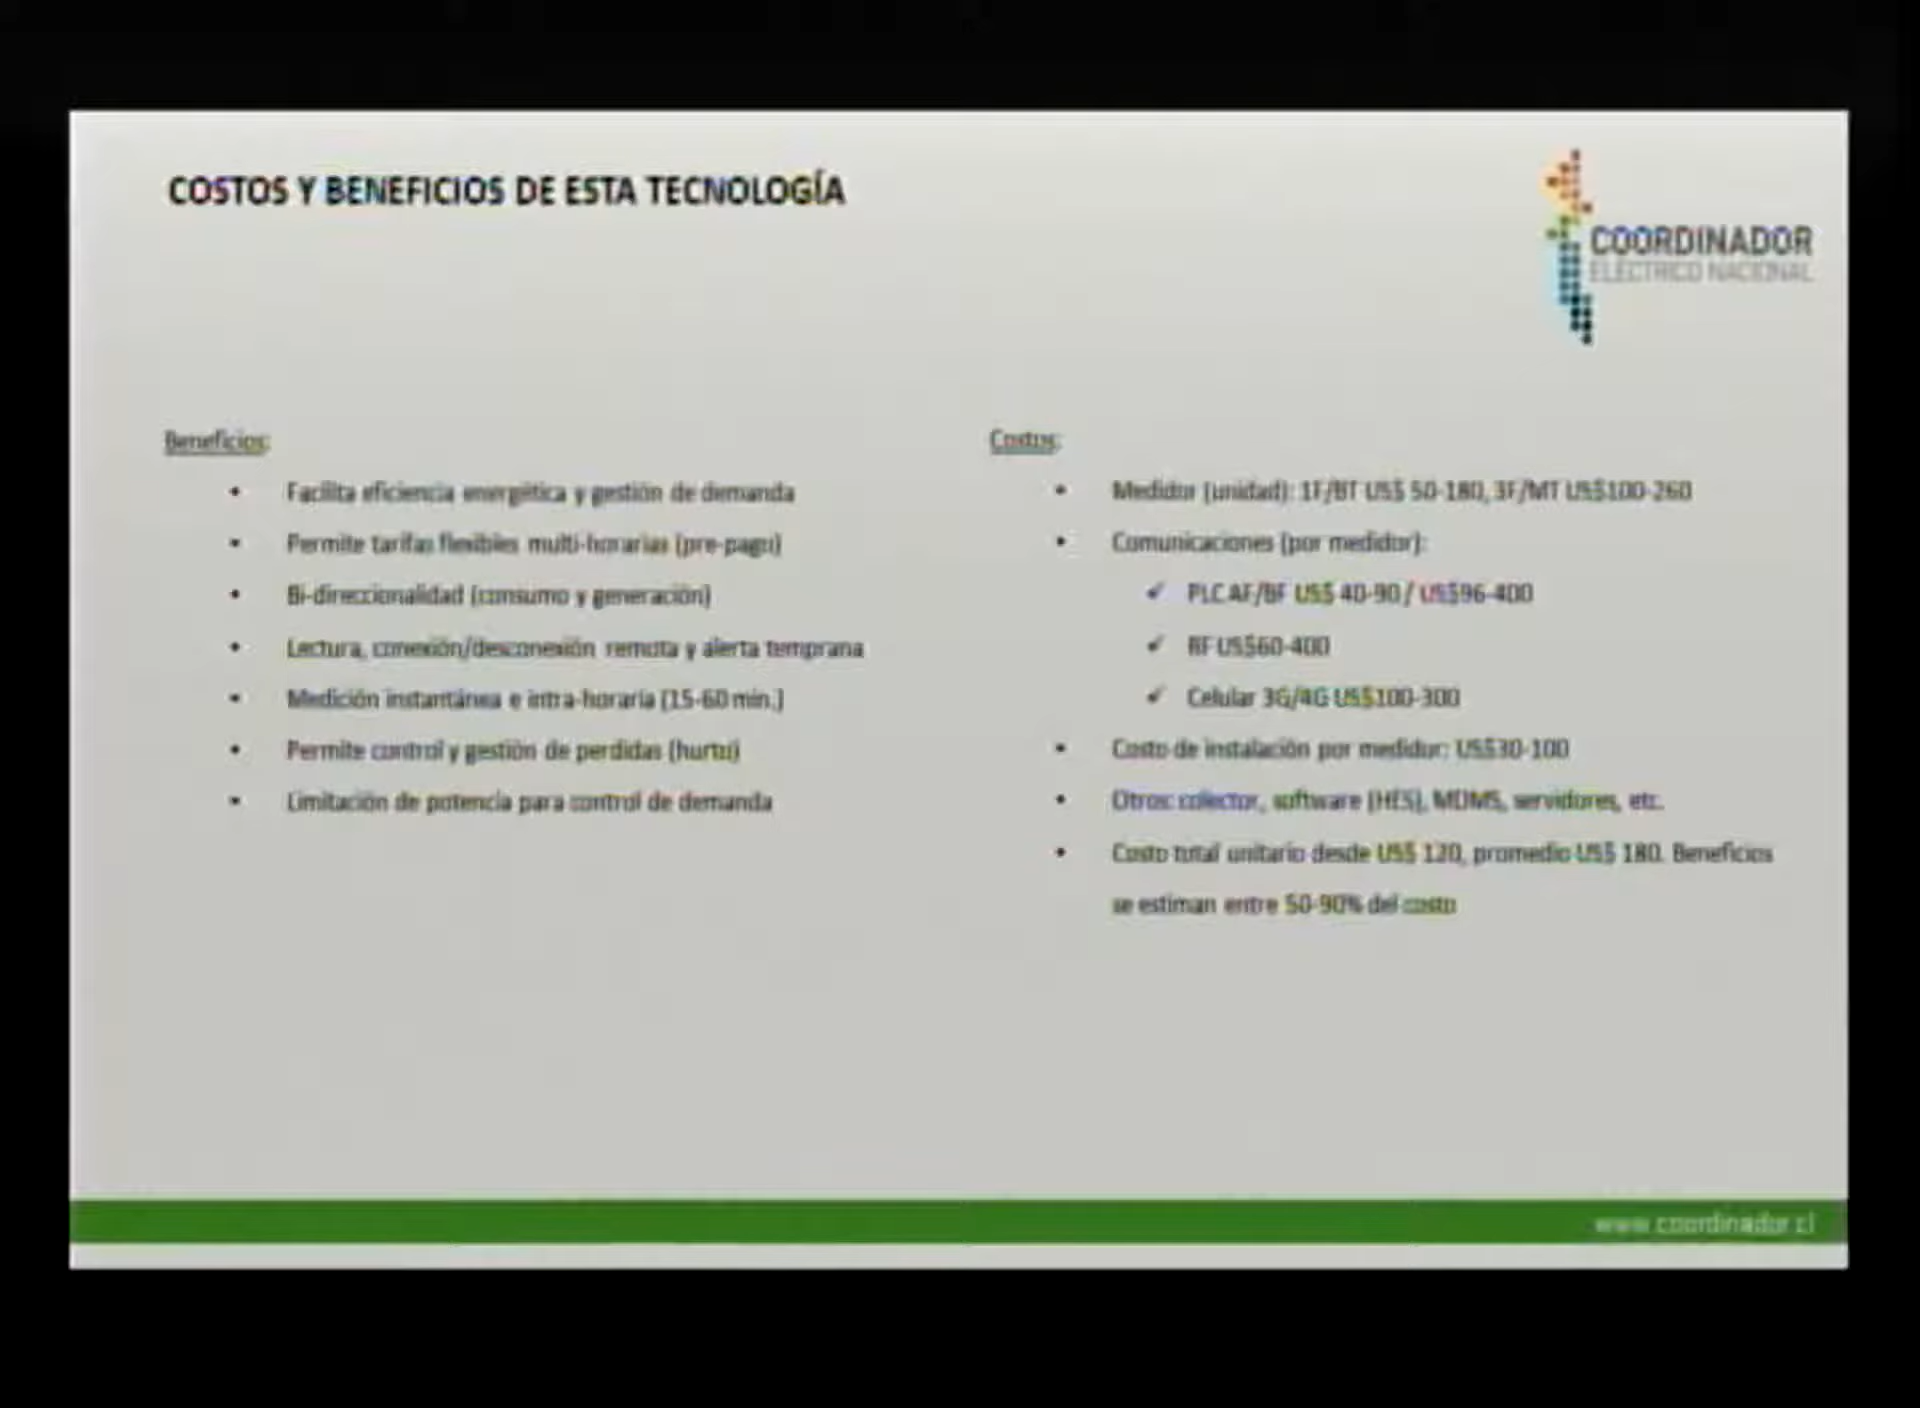 COSTOS Y BENEFICIOS DE ESTA TECNOLOGÍA
COORDINADOR
ELÉCTRICO NACIONAL
Beneficios:
• Facilita eficiencia energética y gestión de demanda
• Permite tarifas flexibles multi-horarias (pre-pago)
• Bi-direccionalidad (consumo y generación)
• Lectura, conexión/desconexión remota y alerta temprana
• Medición instantánea e intra-horaria (15-60 min.)
• Permite control y gestión de perdidas (hurto)
• Limitación de potencia para control de demanda
Costos:
• Medidor (unidad): 1F/BT US$ 50-180, 3F/MT US$100-260
• Comunicaciones (por medidor):
✓ PLC AF/BF US$ 40-90 / US$96-400
✓ RF US$60-400
✓ Celular 3G/4G US$100-300
• Costo de instalación por medidor: US$30-100
• Otros: colector, software (HES), MDMS, servidores, etc.
• Costo total unitario desde US$ 120, promedio US$ 180. Beneficios
se estiman entre 50-90% del costo
www.coordinador.cl